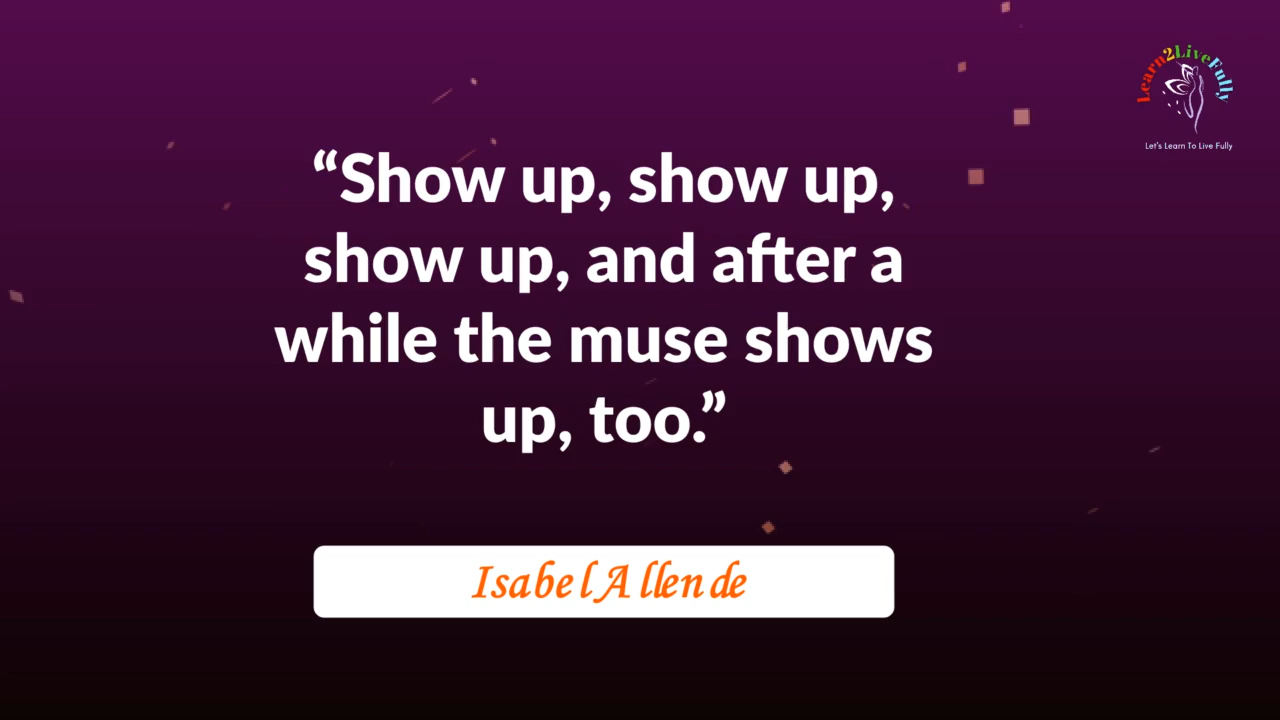 Learn2LiveFully
Let's Learn To Live Fully
“Show up, show up,
show up, and after a
while the muse shows
up, too.”
Isabel Allende